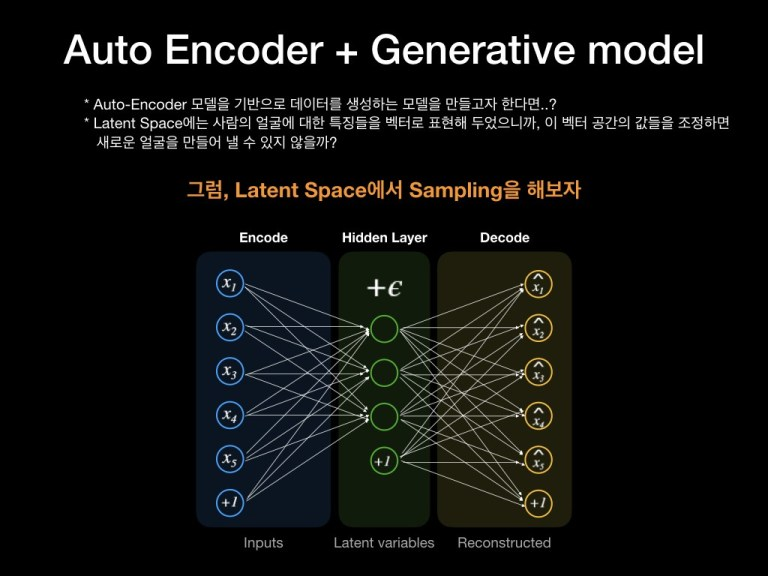 Auto Encoder + Generative model
* Auto-Encoder 모델을 기반으로 데이터를 생성하는 모델을 만들고자 한다면..?
* Latent Space에는 사람의 얼굴에 대한 특징들을 벡터로 표현해 두었으니까, 이 벡터 공간의 값들을 조정하면
새로운 얼굴을 만들어 낼 수 있지 않을까?
그럼, Latent Space에서 Sampling을 해보자
Encode Hidden Layer Decode
x₁ +ϵ x̂₁
x₂ x̂₂
x₃ x̂₃
x₄ x̂₄
x₅ +1 x̂₅
+1 +1
Inputs Latent variables Reconstructed